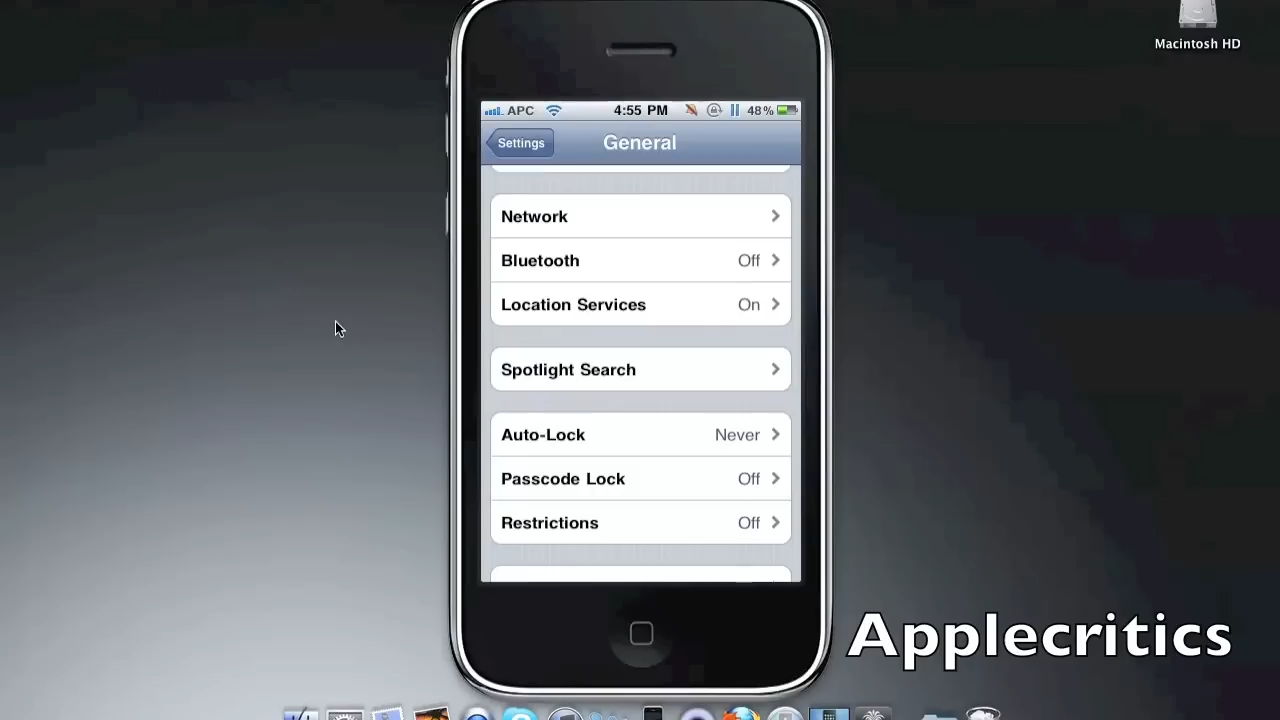 Macintosh HD
APC 4:55 PM 48%
Settings General
Network
Bluetooth Off
Location Services On
Spotlight Search
Auto-Lock Never
Passcode Lock Off
Restrictions Off
Applecritics